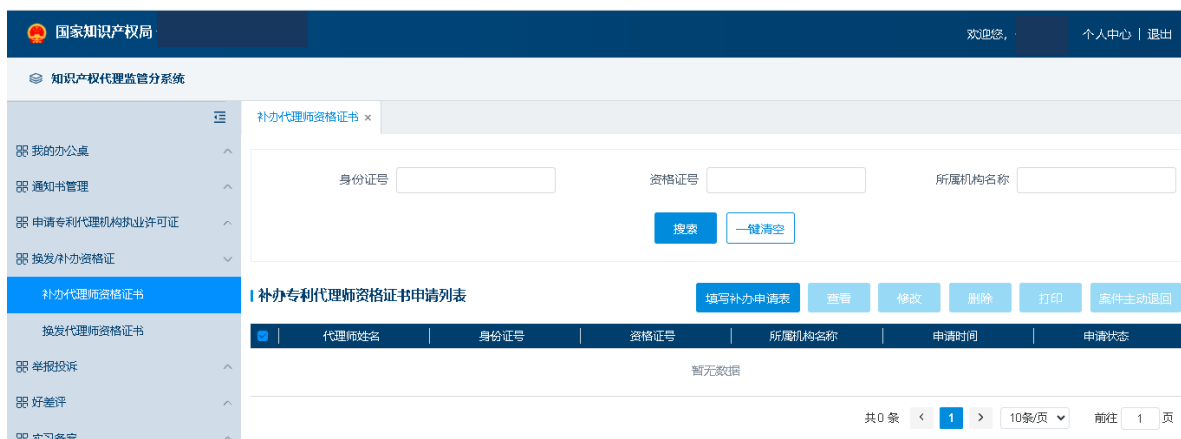 国家知识产权局
欢迎您，
个人中心 | 退出
知识产权代理监管分系统
补办代理师资格证书 ×
我的办公桌
通知书管理
申请专利代理机构执业许可证
换发/补办资格证
补办代理师资格证书
换发代理师资格证书
举报投诉
好差评
实习备案
身份证号
资格证号
所属机构名称
搜索
一键清空
补办专利代理师资格证书申请列表
填写补办申请表
查看
修改
删除
打印
案件主动退回
代理师姓名 身份证号 资格证号 所属机构名称 申请时间 申请状态
暂无数据
共0条 < 1 > 10条/页 前往 1 页